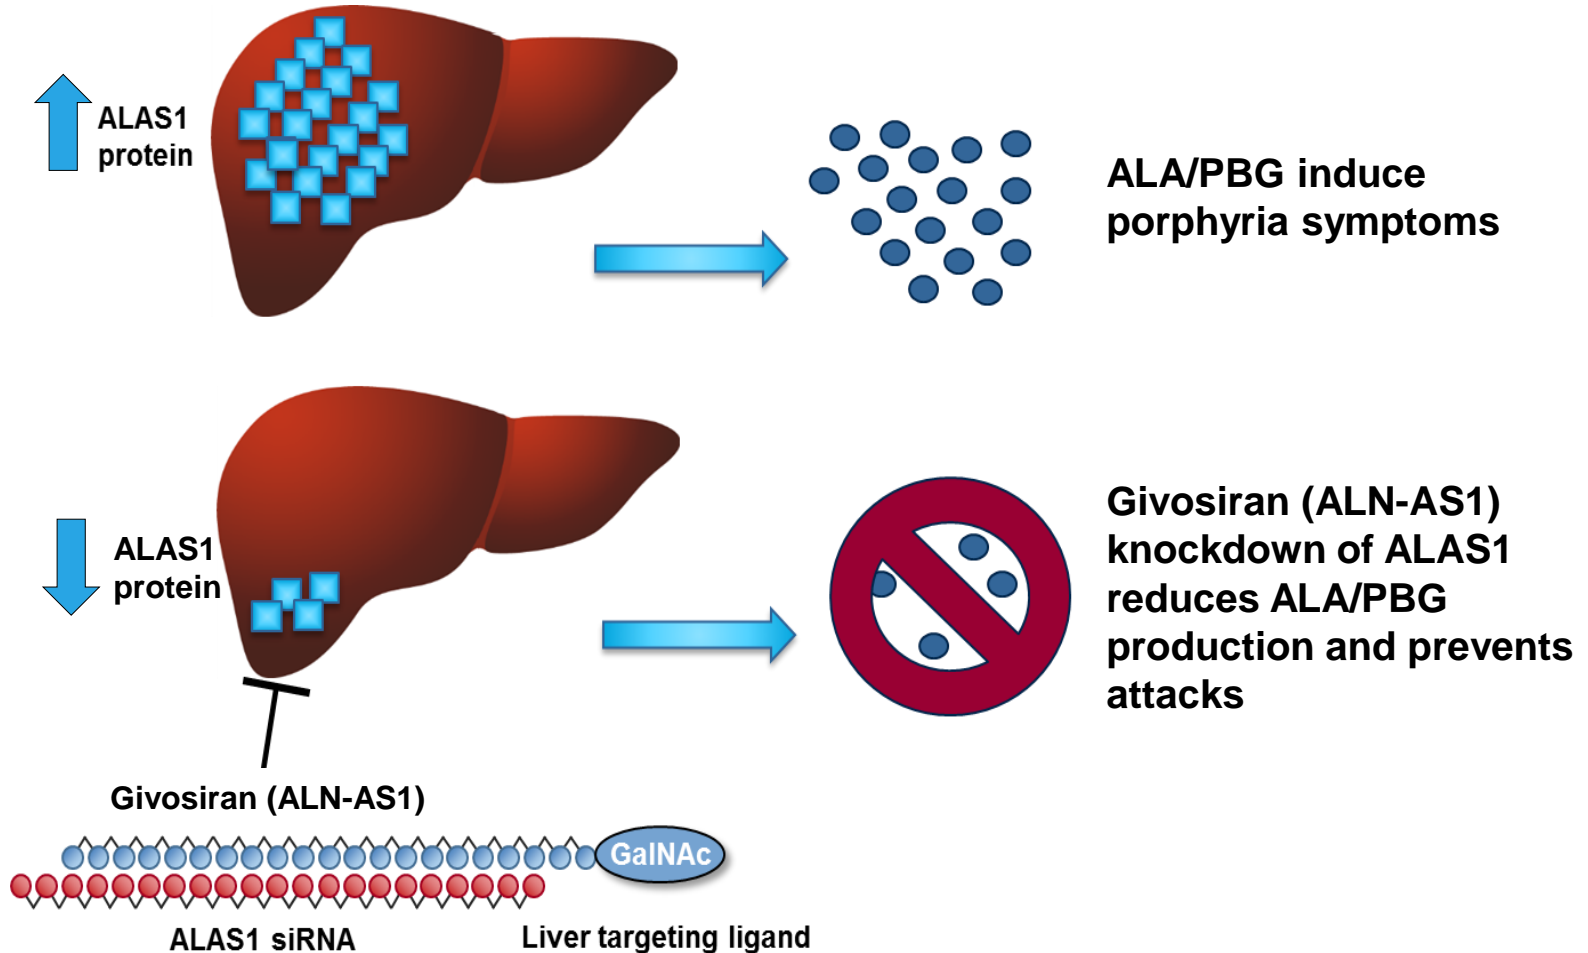 ALAS1
protein
ALA/PBG induce
porphyria symptoms
ALAS1
protein
Givosiran (ALN-AS1)
knockdown of ALAS1
reduces ALA/PBG
production and prevents
attacks
Givosiran (ALN-AS1)
GalNAc
ALAS1 siRNA
Liver targeting ligand